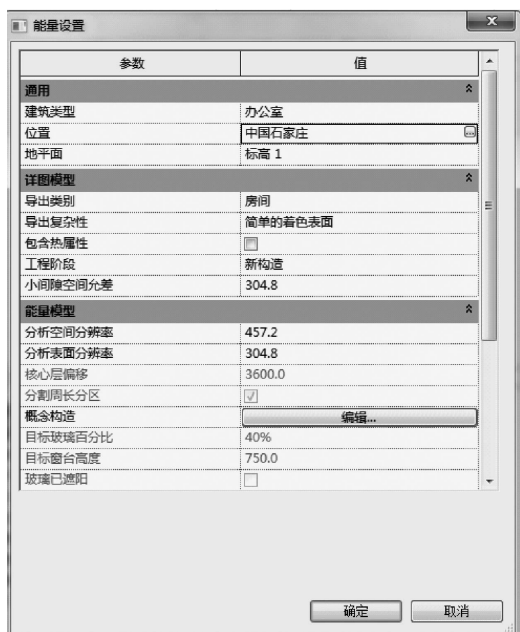 能量设置
参数 值
通用
建筑类型 办公室
位置 中国石家庄
地平面 标高 1
详图模型
导出类别 房间
导出复杂性 简单的着色表面
包含热属性
工程阶段 新构造
小间隙空间允差 304.8
能量模型
分析空间分辨率 457.2
分析表面分辨率 304.8
核心层偏移 3600.0
分割周长分区
概念构造 编辑...
目标玻璃百分比 40%
目标窗台高度 750.0
玻璃已遮阳
确定 取消